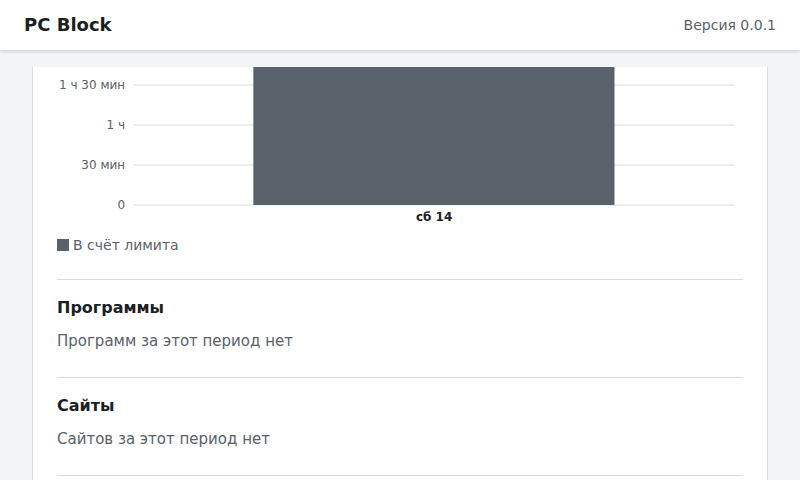 PC Block
Версия 0.0.1
1 ч 30 мин
1 ч
30 мин
0
сб 14
В счёт лимита
Программы
Программ за этот период нет
Сайты
Сайтов за этот период нет